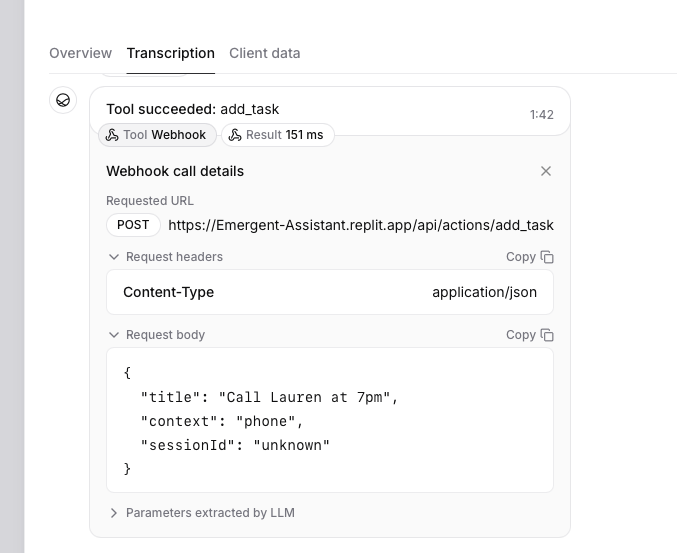 Overview Transcription Client data
Tool succeeded: add_task
1:42
Tool Webhook Result 151 ms
Webhook call details
Requested URL
POST https://Emergent-Assistant.replit.app/api/actions/add_task
Request headers Copy
Content-Type application/json
Request body Copy
{
"title": "Call Lauren at 7pm",
"context": "phone",
"sessionId": "unknown"
}
Parameters extracted by LLM